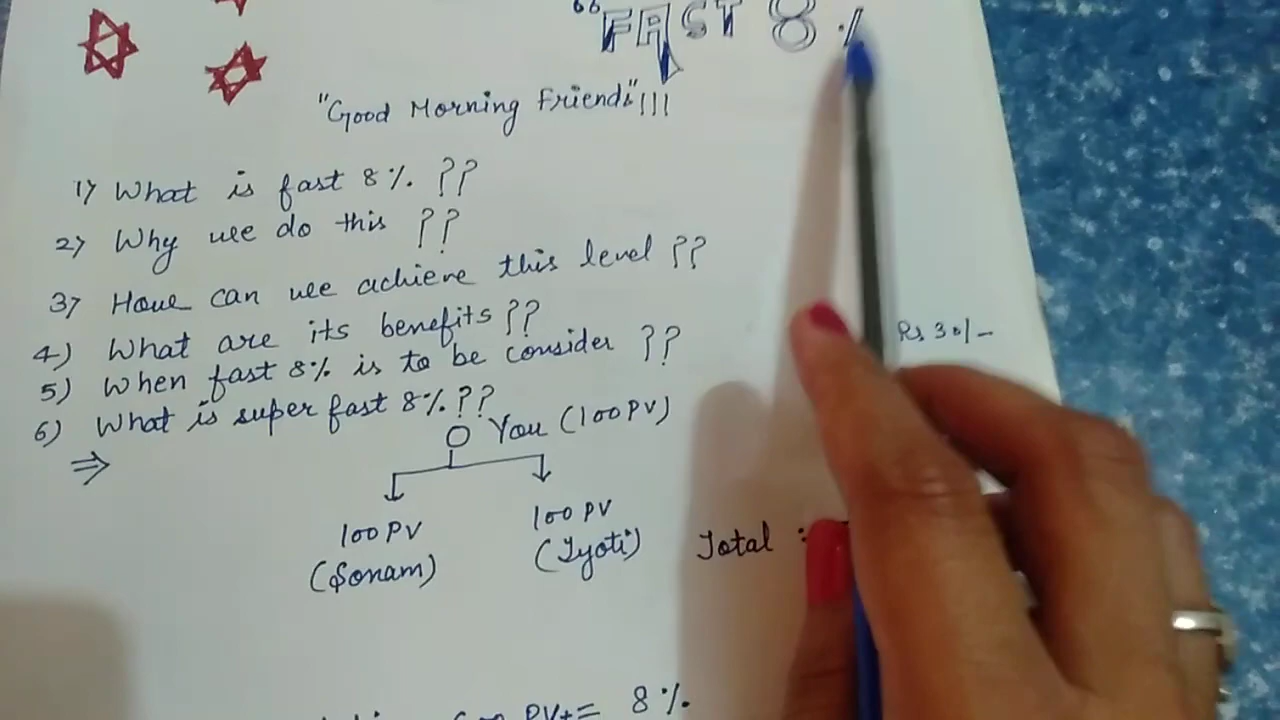 "FAST 8 %
"Good Morning Friends"!!!
1) What is fast 8%. ??
2) Why we do this ??
3) Howe can we achieve this level ??
4) What are its benefits ??
5) When fast 8% is to be consider ??
Rs 30/-
6) What is super fast 8%. ??
You (100 PV)
⇒
100 PV 100 PV
(Sonam) (Jyoti) Total :
PV += 8 %.